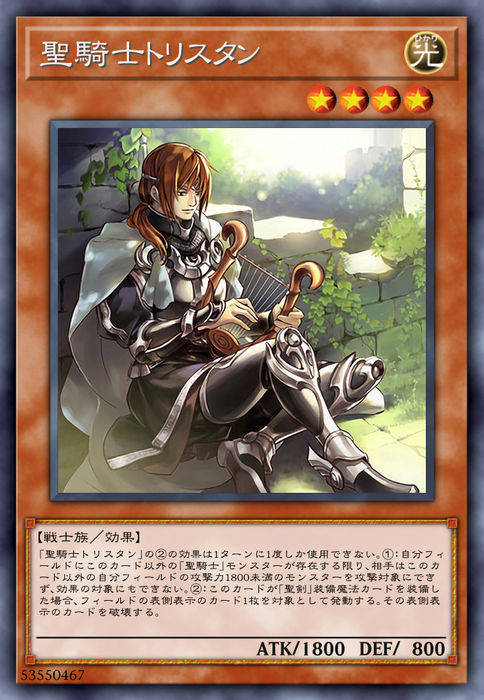 聖騎士トリスタン
ひかり
光
【戦士族／効果】
「聖騎士トリスタン」の②の効果は1ターンに1度しか使用できない。①：自分フィ
ールドにこのカード以外の「聖騎士」モンスターが存在する限り、相手はこのカー
ド以外の自分フィールドの攻撃力1800未満のモンスターを攻撃対象にでき
ず、効果の対象にもできない。②：このカードが「聖剣」装備魔法カードを装備し
た場合、フィールドの表側表示のカード1枚を対象として発動する。その表側表
示のカードを破壊する。
ATK/1800 DEF/ 800
53550467